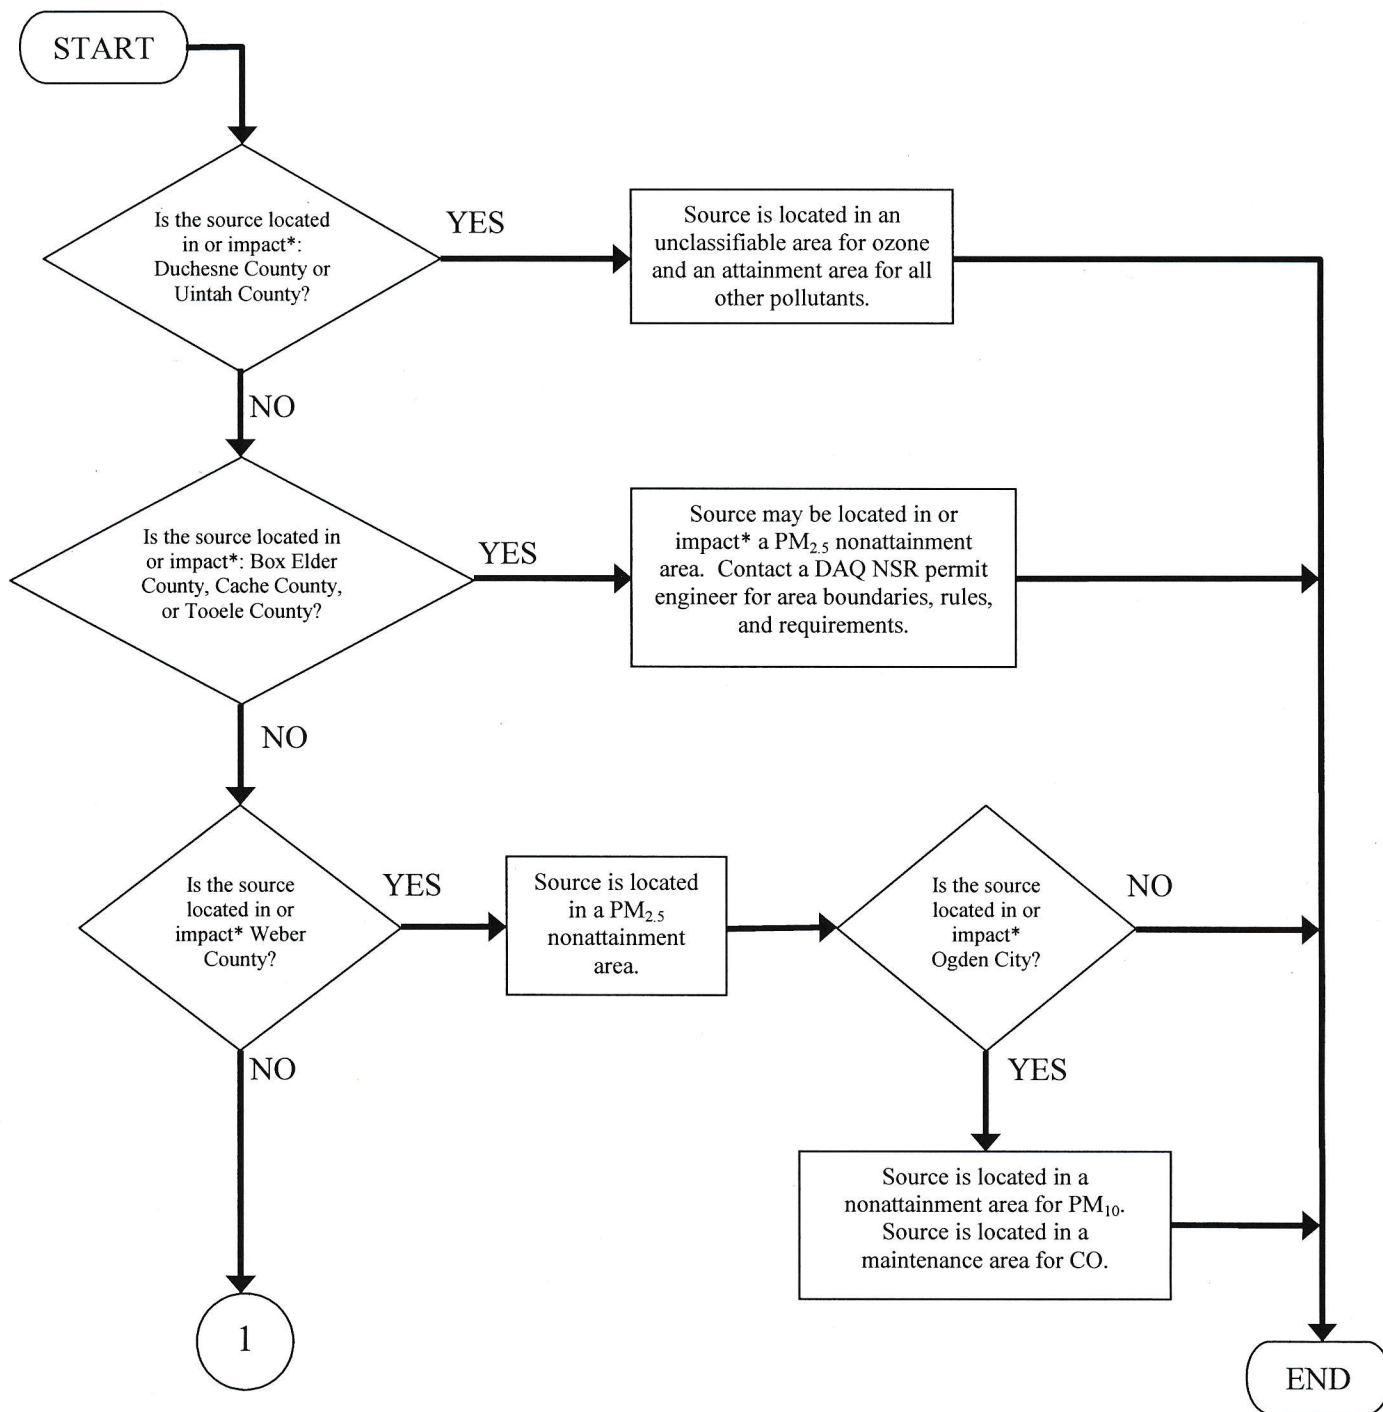 START
Is the source located
in or impact*:
Duchesne County or
Uintah County?
YES
Source is located in an
unclassifiable area for ozone
and an attainment area for all
other pollutants.
NO
Is the source located in
or impact*: Box Elder
County, Cache County,
or Tooele County?
YES
Source may be located in or
impact* a PM2.5 nonattainment
area. Contact a DAQ NSR permit
engineer for area boundaries, rules,
and requirements.
NO
Is the source
located in or
impact* Weber
County?
YES
Source is located
in a PM2.5
nonattainment
area.
Is the source
located in or
impact*
Ogden City?
NO
YES
Source is located in a
nonattainment area for PM10.
Source is located in a
maintenance area for CO.
NO
1
END